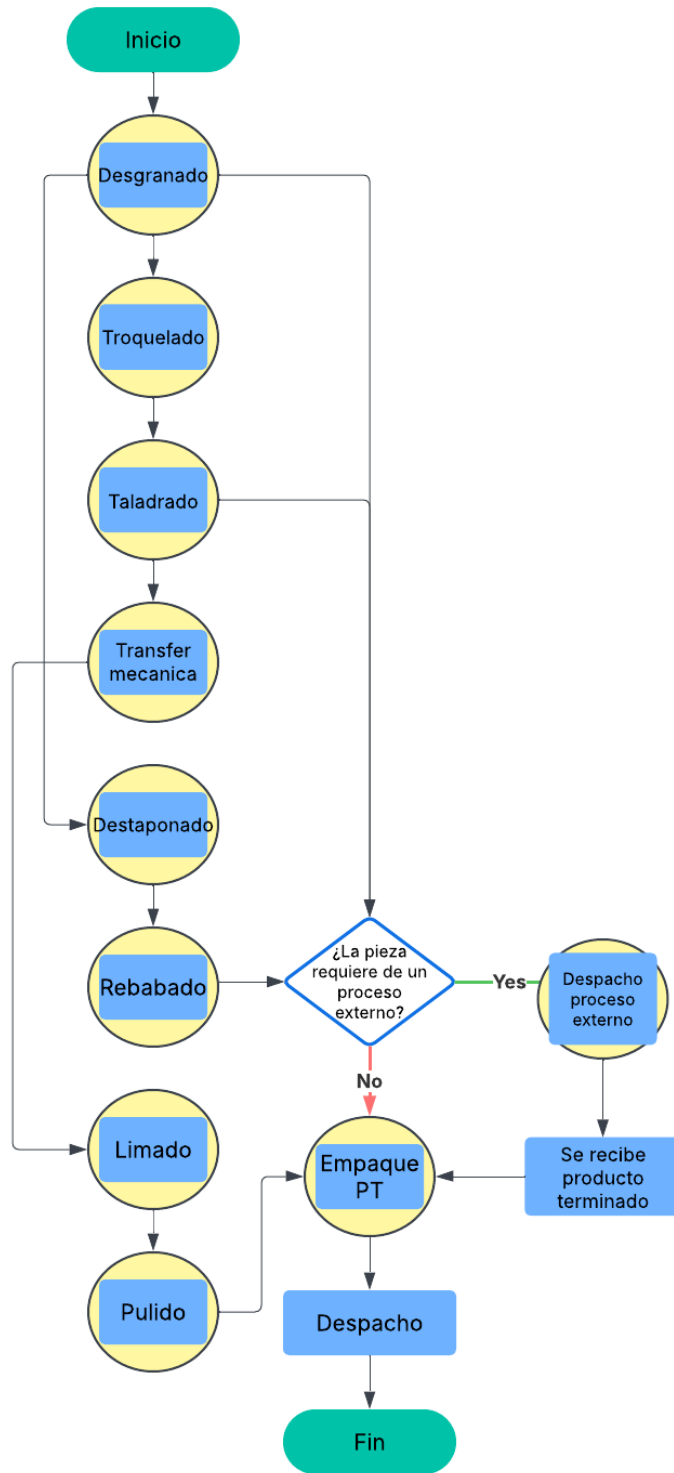 Inicio
Desgranado
Troquelado
Taladrado
Transfer
mecanica
Destaponado
Rebabado
¿La pieza
requiere de un
proceso
externo?
Yes
Despacho
proceso
externo
No
Limado
Empaque
PT
Se recibe
producto
terminado
Pulido
Despacho
Fin